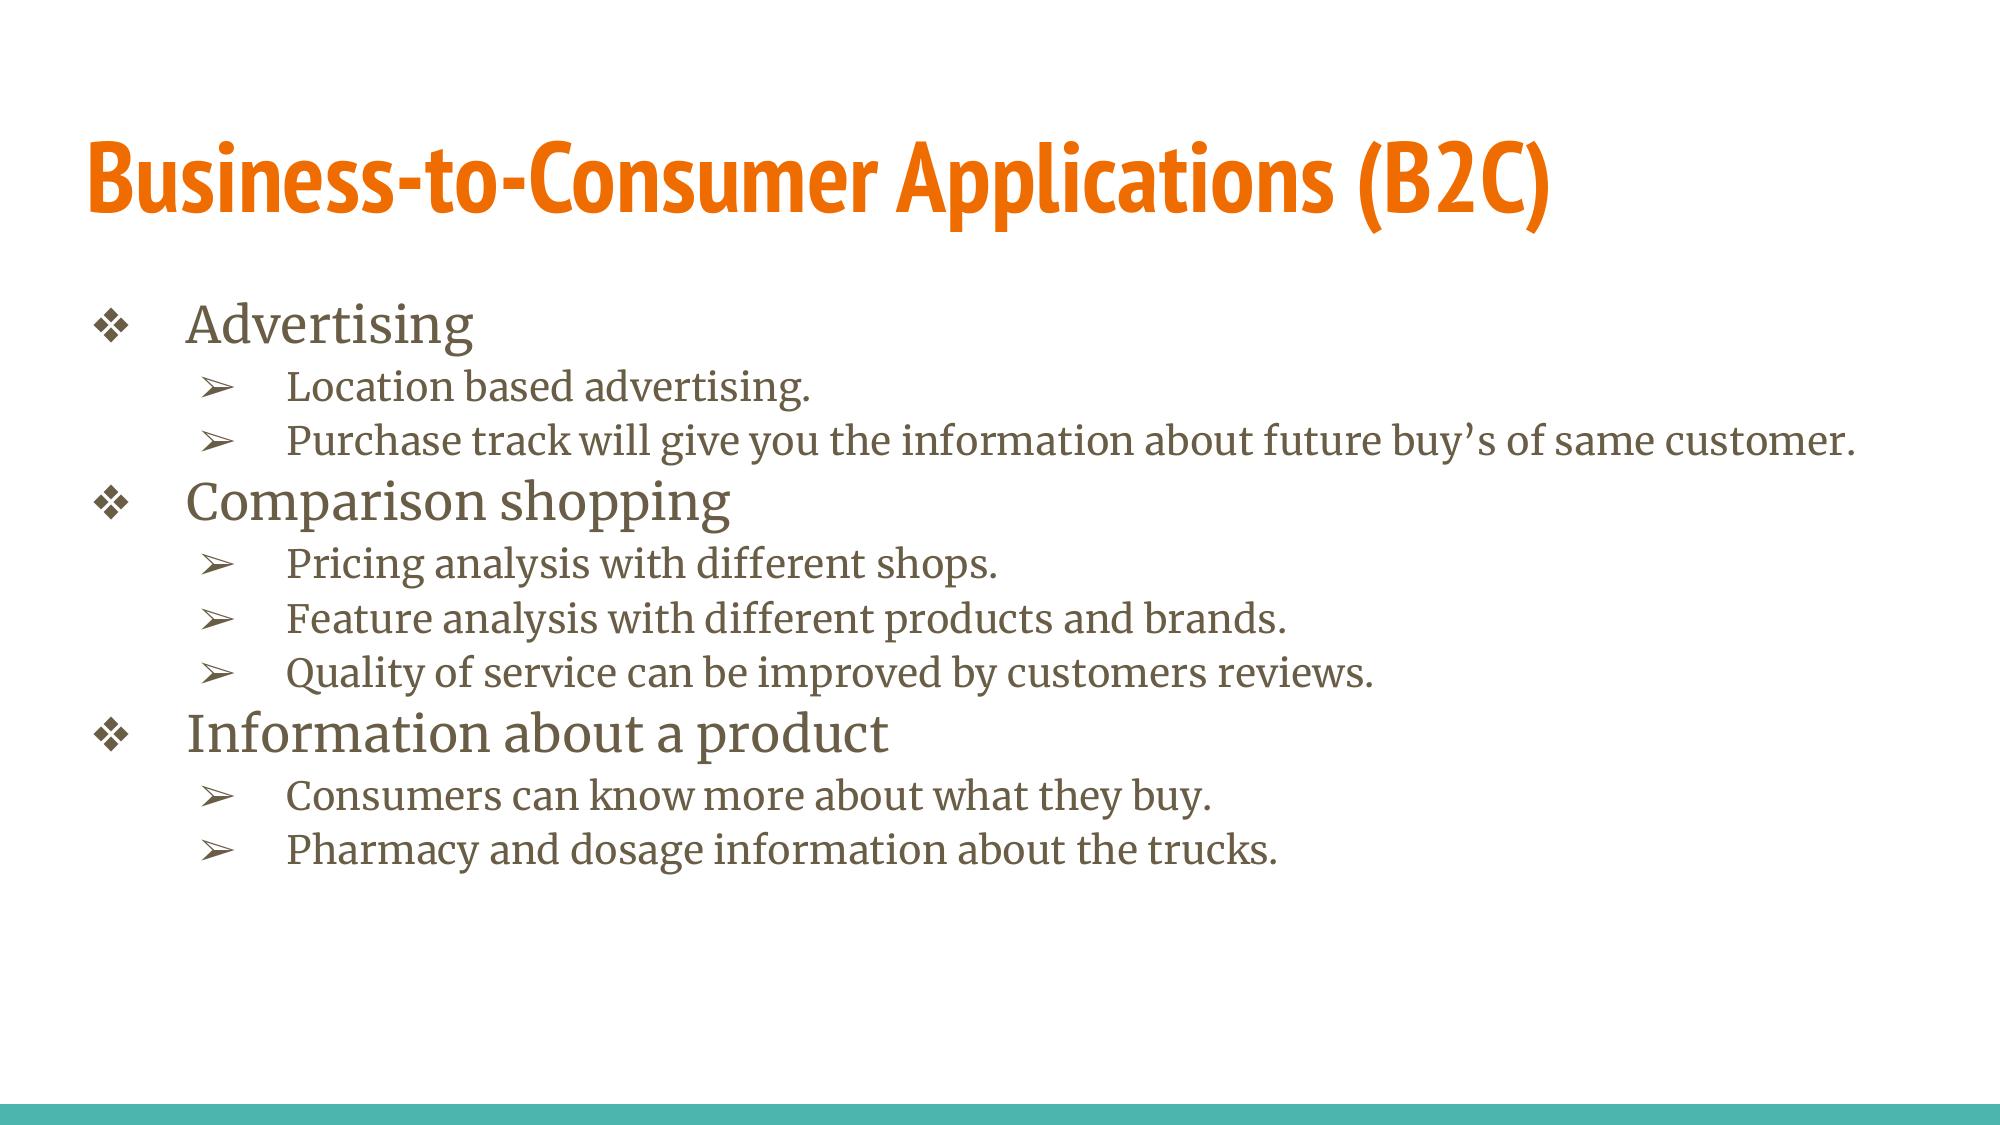 Business-to-Consumer Applications (B2C)
❖ Advertising
➢ Location based advertising.
➢ Purchase track will give you the information about future buy’s of same customer.
❖ Comparison shopping
➢ Pricing analysis with different shops.
➢ Feature analysis with different products and brands.
➢ Quality of service can be improved by customers reviews.
❖ Information about a product
➢ Consumers can know more about what they buy.
➢ Pharmacy and dosage information about the trucks.